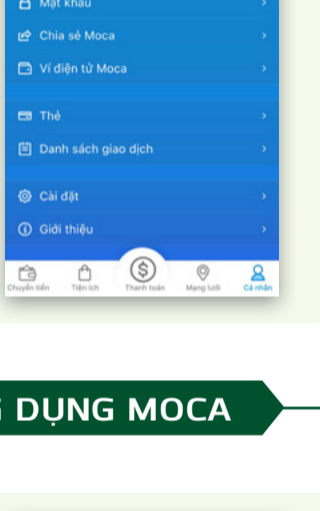 Mật khẩu
Chia sẻ Moca
Ví điện tử Moca
Thẻ
Danh sách giao dịch
Cài đặt
Giới thiệu
Chuyển tiền Tiện ích Thanh toán Mạng lưới Cá nhân
G DỤNG MOCA